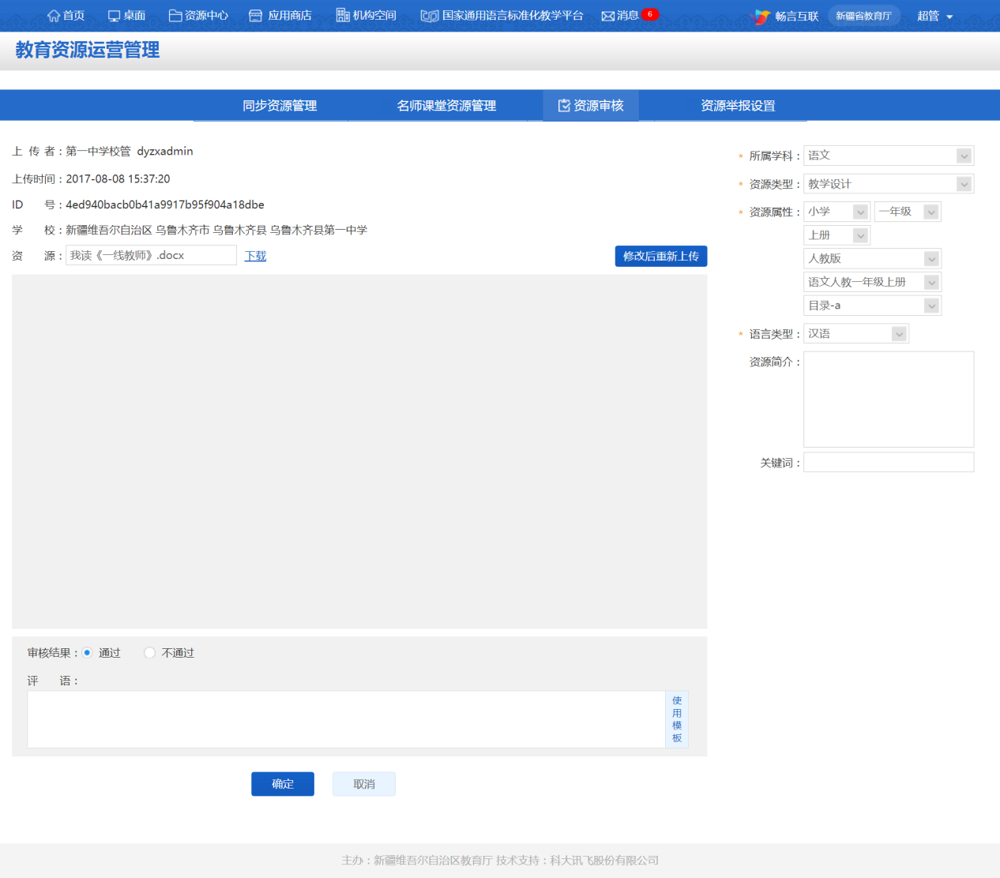 首页 桌面 资源中心 应用商店 机构空间 国家通用语言标准化教学平台 消息 6 畅言互联 新疆省教育厅 超管
教育资源运营管理
同步资源管理 名师课堂资源管理 资源审核 资源举报设置
上 传 者：第一中学校管 dyzxadmin
上传时间：2017-08-08 15:37:20
ID 号：4ed940bacb0b41a9917b95f904a18dbe
学 校：新疆维吾尔自治区 乌鲁木齐市 乌鲁木齐县 乌鲁木齐县第一中学
资 源：我读《一线教师》.docx 下载 修改后重新上传
* 所属学科：语文
* 资源类型：教学设计
* 资源属性：小学 一年级
上册
人教版
语文人教一年级上册
目录-a
* 语言类型：汉语
资源简介：
关键词：
审核结果：通过 不通过
评 语：
使用模板
确定 取消
主办：新疆维吾尔自治区教育厅 技术支持：科大讯飞股份有限公司